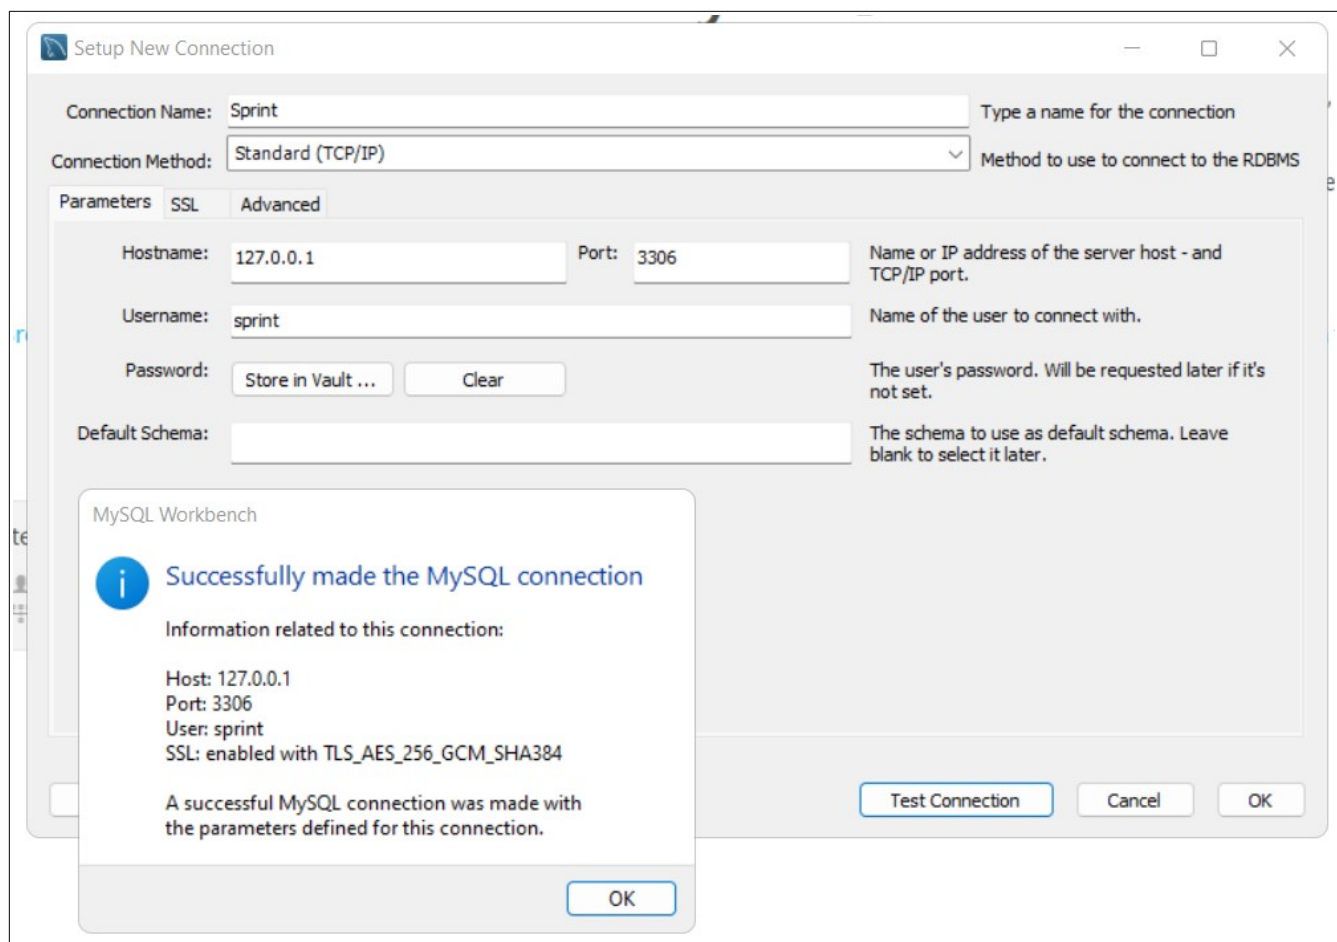 Setup New Connection
Connection Name: Sprint Type a name for the connection
Connection Method: Standard (TCP/IP) Method to use to connect to the RDBMS
Parameters SSL Advanced
Hostname: 127.0.0.1 Port: 3306 Name or IP address of the server host - and
TCP/IP port.
Username: sprint Name of the user to connect with.
Password: Store in Vault ... Clear The user's password. Will be requested later if it's
not set.
Default Schema: The schema to use as default schema. Leave
blank to select it later.
MySQL Workbench
Successfully made the MySQL connection
Information related to this connection:
Host: 127.0.0.1
Port: 3306
User: sprint
SSL: enabled with TLS_AES_256_GCM_SHA384
A successful MySQL connection was made with
the parameters defined for this connection.
OK
Test Connection Cancel OK